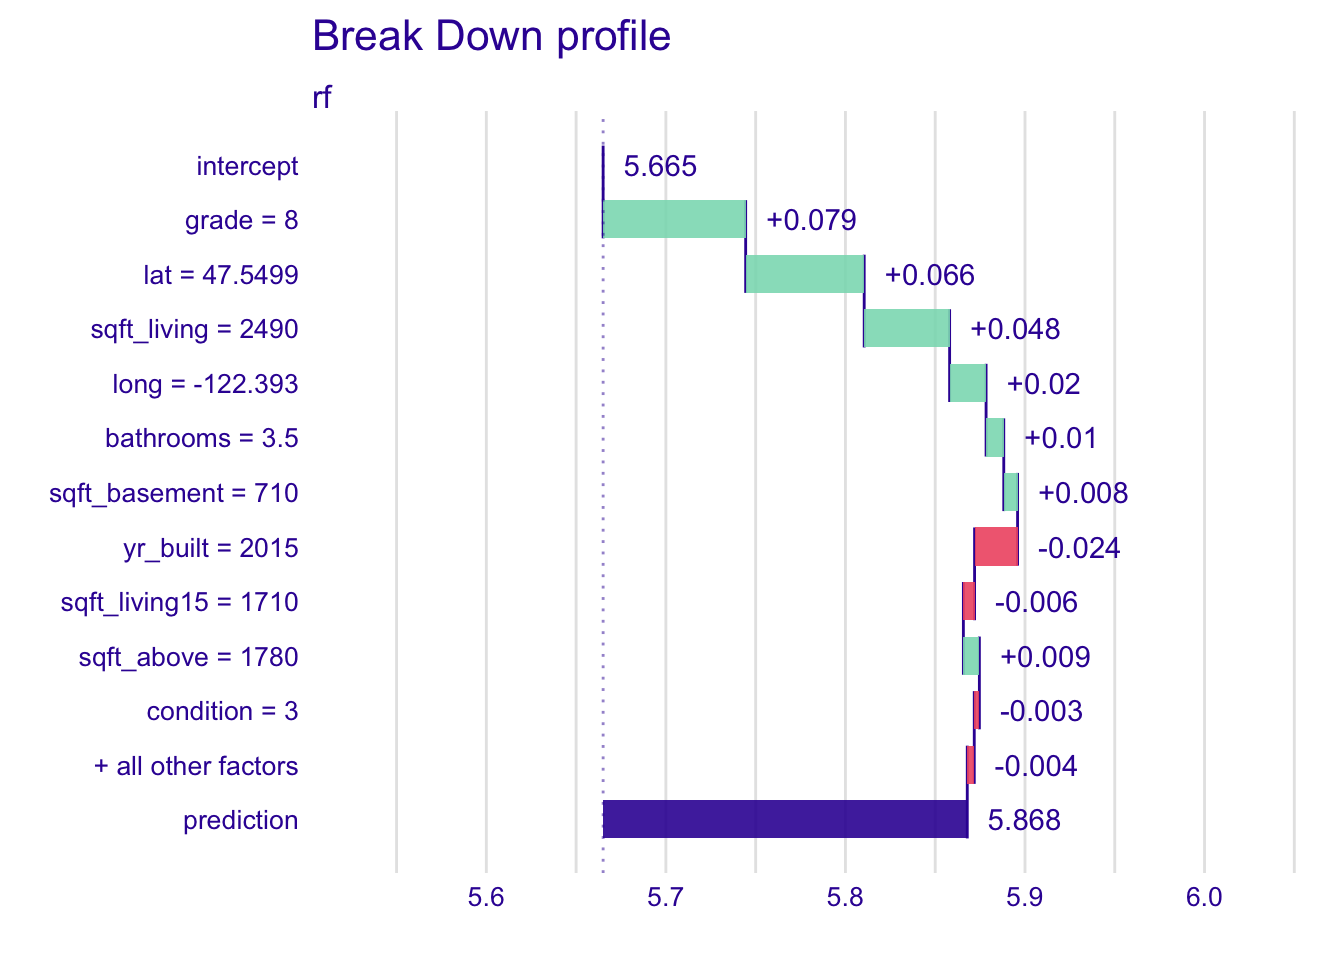 Break Down profile
rf
intercept 5.665
grade = 8 +0.079
lat = 47.5499 +0.066
sqft_living = 2490 +0.048
long = -122.393 +0.02
bathrooms = 3.5 +0.01
sqft_basement = 710 +0.008
yr_built = 2015 -0.024
sqft_living15 = 1710 -0.006
sqft_above = 1780 +0.009
condition = 3 -0.003
+ all other factors -0.004
prediction 5.868
5.6 5.7 5.8 5.9 6.0